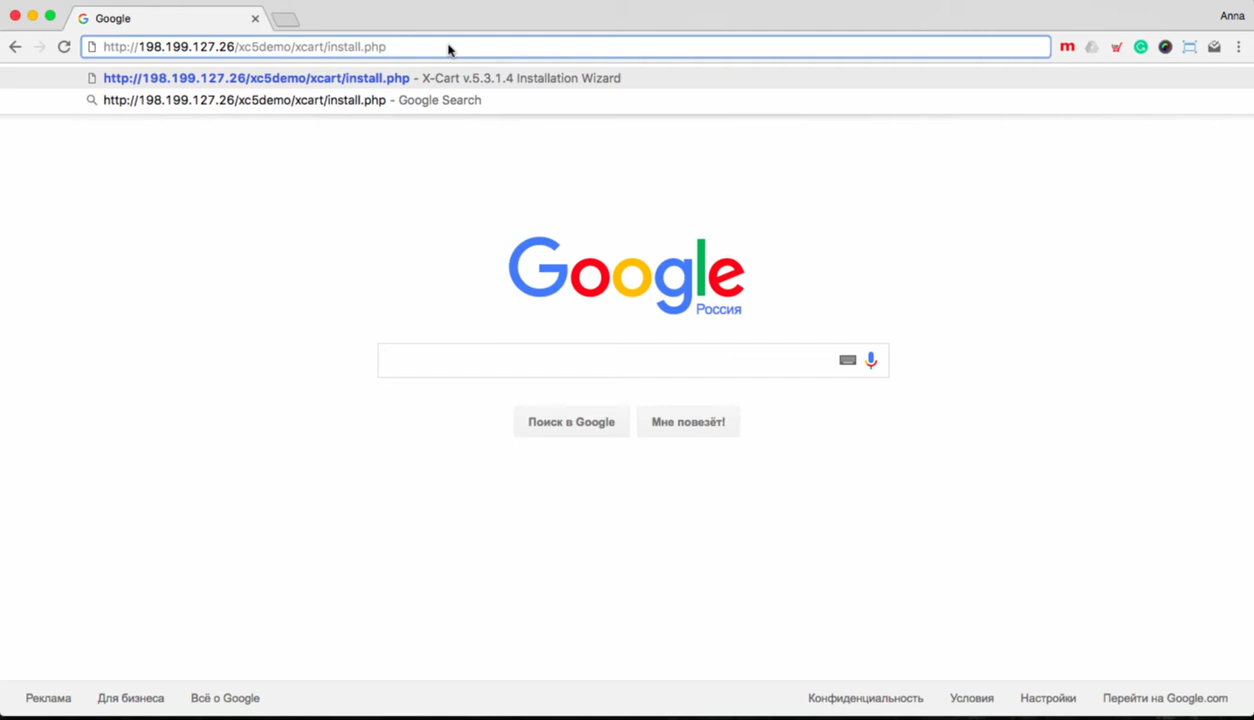 Google
Anna
http://198.199.127.26/xc5demo/xcart/install.php
m
http://198.199.127.26/xc5demo/xcart/install.php - X-Cart v.5.3.1.4 Installation Wizard
http://198.199.127.26/xc5demo/xcart/install.php - Google Search
Google
Россия
Поиск в Google
Мне повезёт!
Реклама Для бизнеса Всё о Google Конфиденциальность Условия Настройки Перейти на Google.com